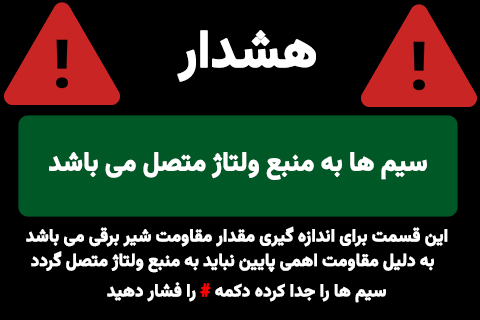 هشدار
سیم ها به منبع ولتاژ متصل می باشد
این قسمت برای اندازه گیری مقدار مقاومت شیر برقی می باشد
به دلیل مقاومت اهمی پایین نباید به منبع ولتاژ متصل گردد
سیم ها را جدا کرده دکمه # را فشار دهید